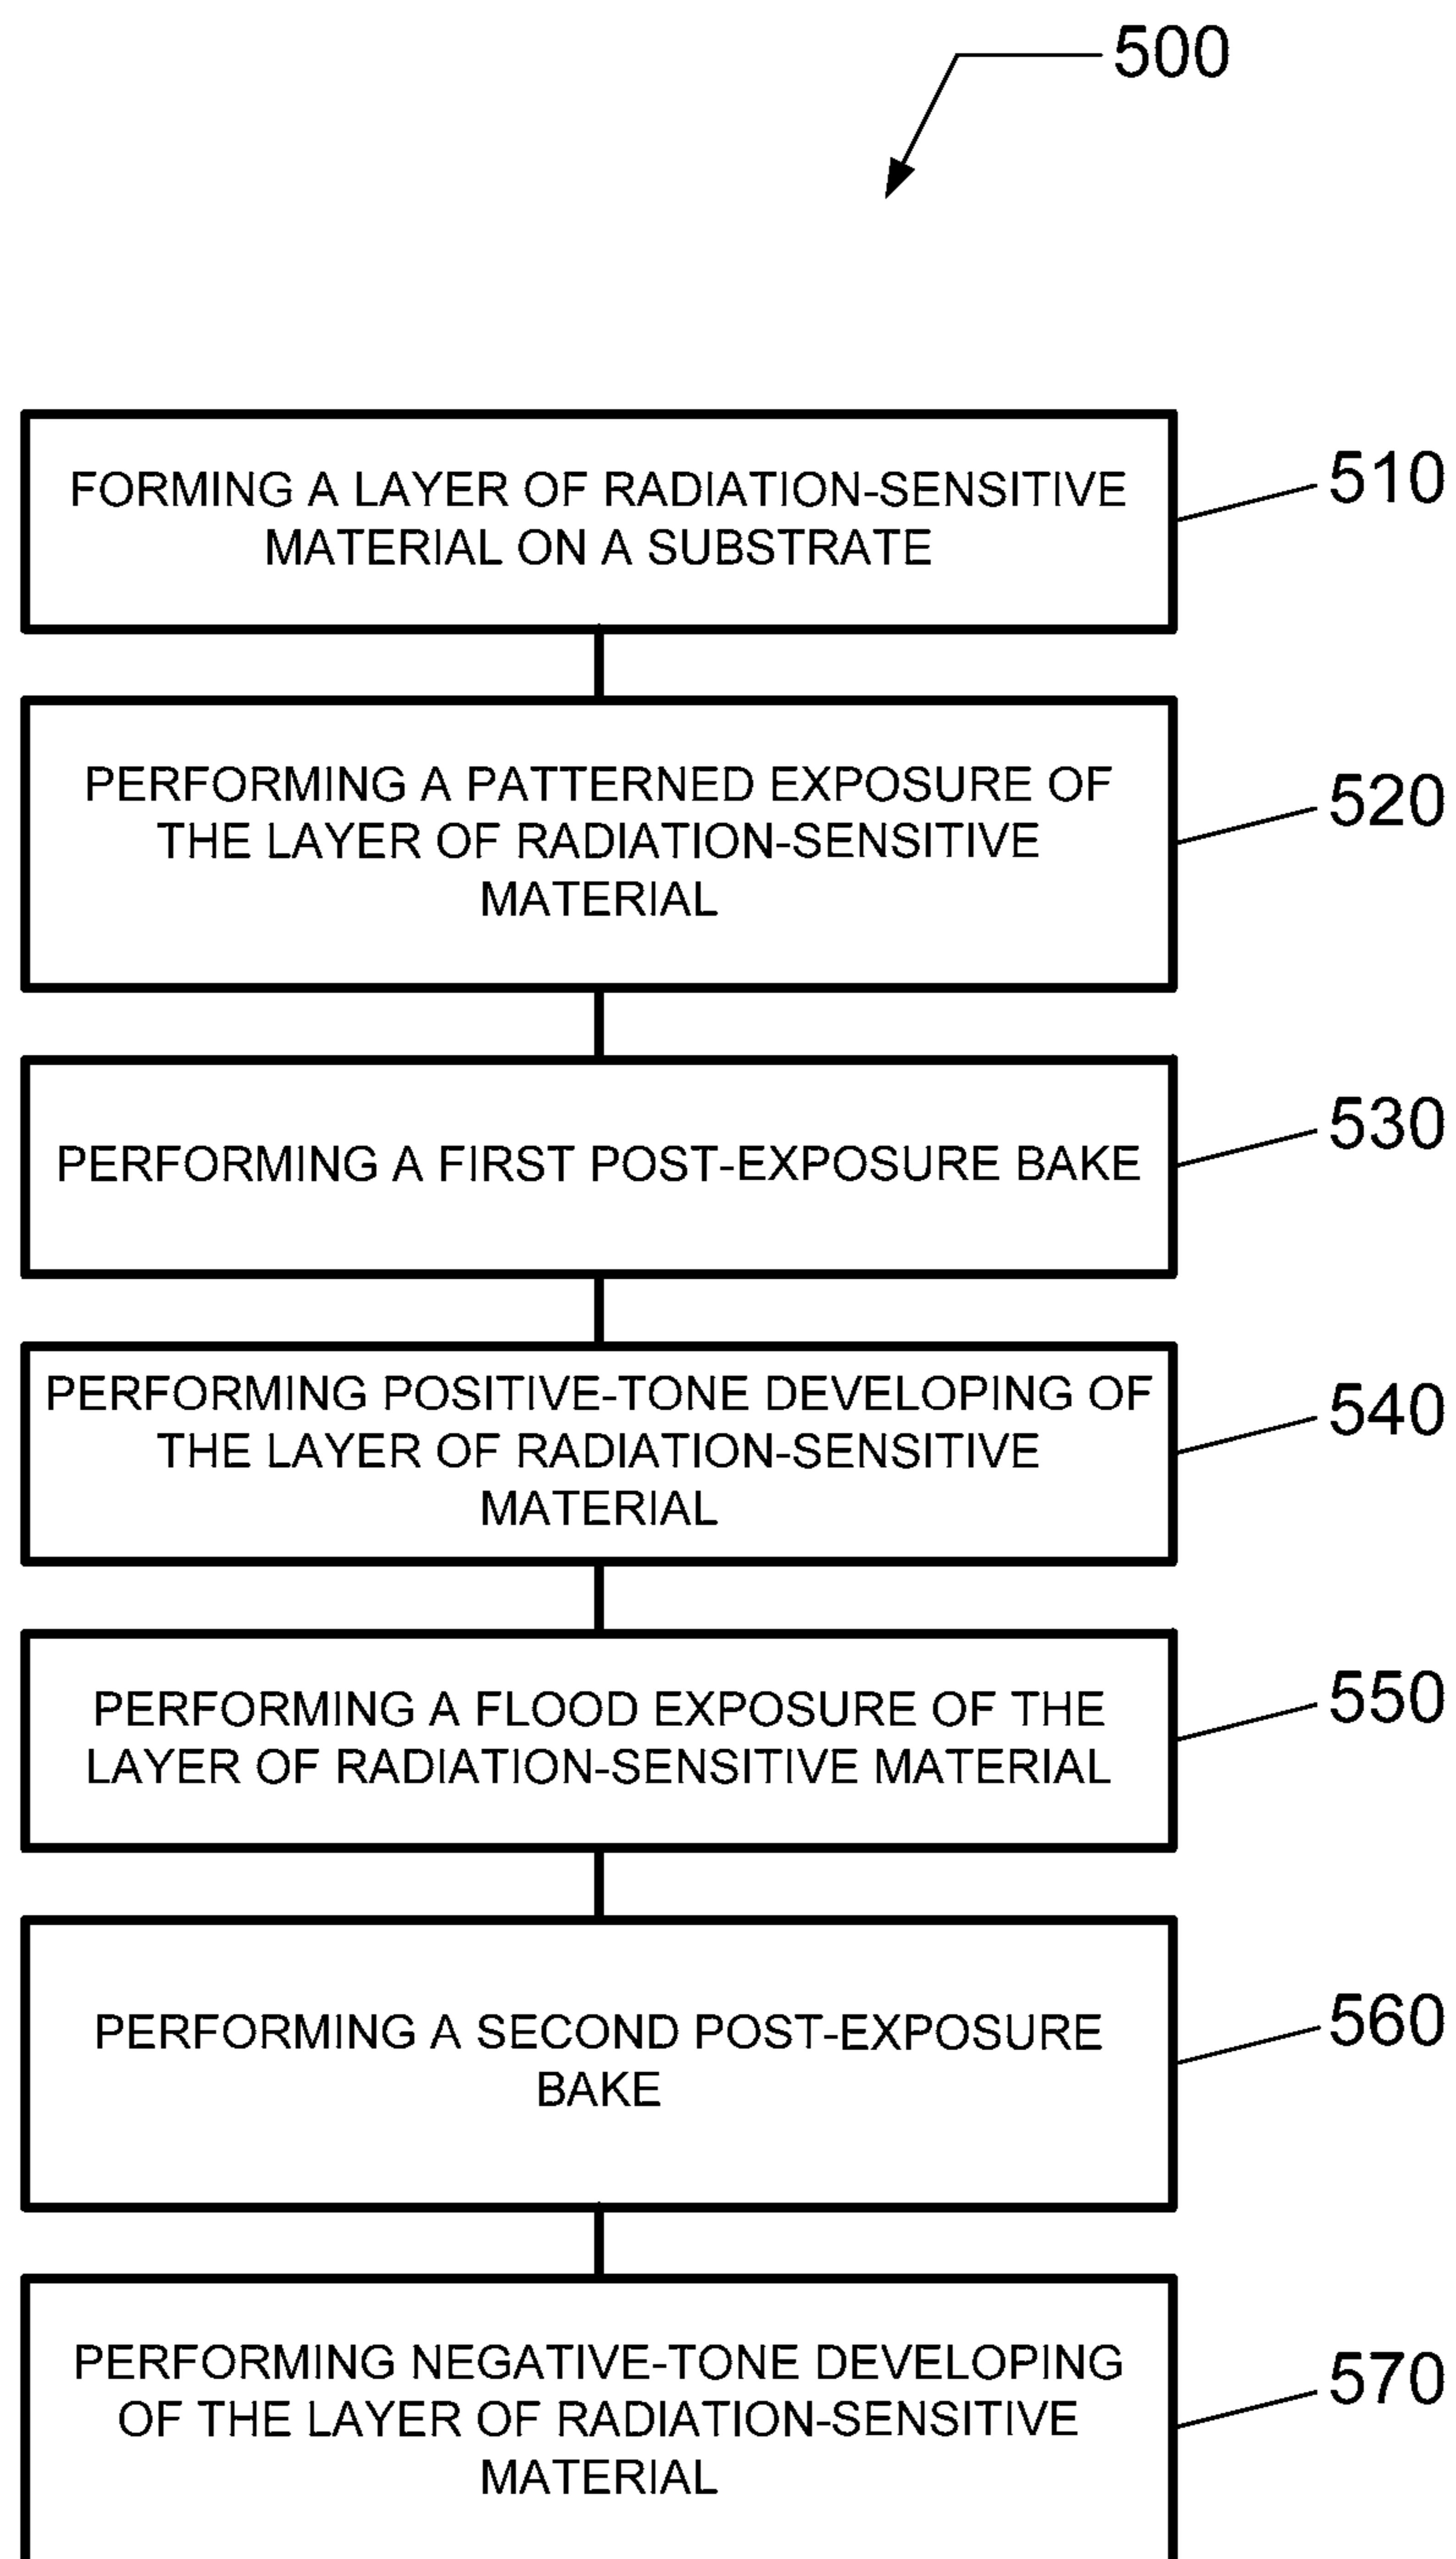 500
FORMING A LAYER OF RADIATION-SENSITIVE
MATERIAL ON A SUBSTRATE
510
PERFORMING A PATTERNED EXPOSURE OF
THE LAYER OF RADIATION-SENSITIVE
MATERIAL
520
PERFORMING A FIRST POST-EXPOSURE BAKE
530
PERFORMING POSITIVE-TONE DEVELOPING OF
THE LAYER OF RADIATION-SENSITIVE
MATERIAL
540
PERFORMING A FLOOD EXPOSURE OF THE
LAYER OF RADIATION-SENSITIVE MATERIAL
550
PERFORMING A SECOND POST-EXPOSURE
BAKE
560
PERFORMING NEGATIVE-TONE DEVELOPING
OF THE LAYER OF RADIATION-SENSITIVE
MATERIAL
570